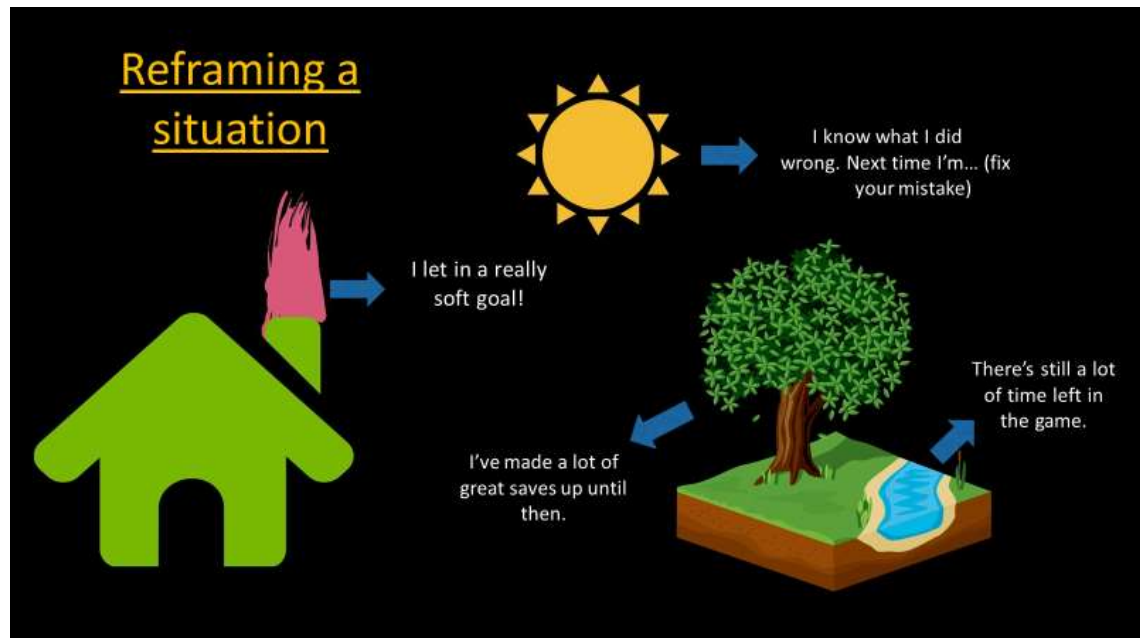 Reframing a
situation
I know what I did
wrong. Next time I'm... (fix
your mistake)
I let in a really
soft goal!
There's still a lot
of time left in
the game.
I've made a lot of
great saves up until
then.